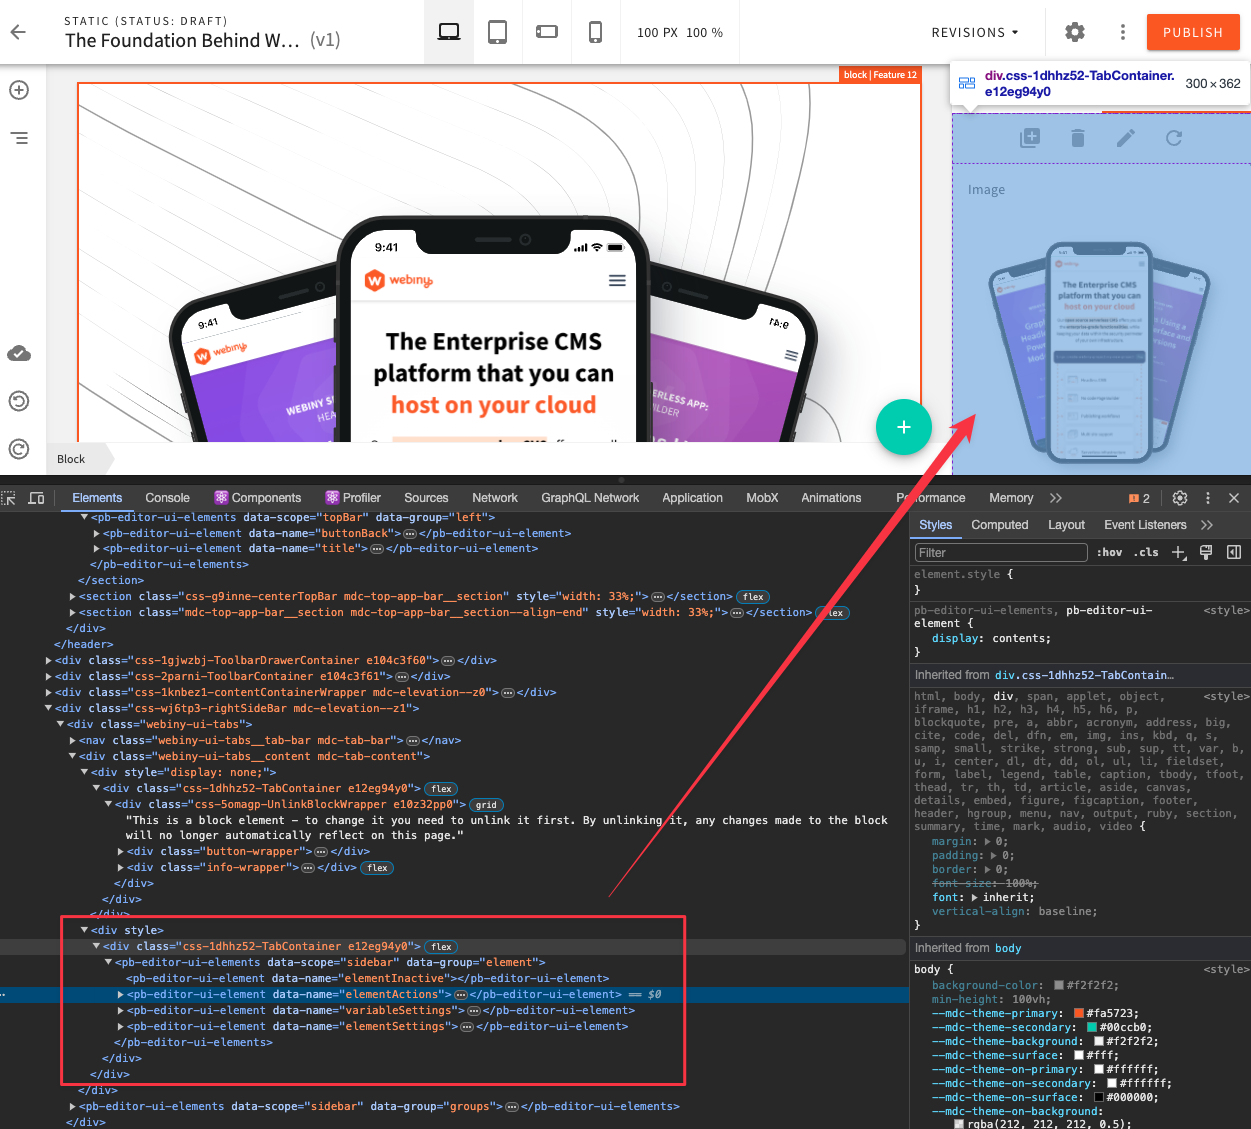 STATIC (STATUS: DRAFT)
The Foundation Behind W... (v1)
100 PX 100 %
REVISIONS
PUBLISH
block | Feature 12
div.css-1dhhz52-TabContainer.
e12eg94y0
300 × 362
Image
9:41
webiny
The Enterprise CMS
platform that you can
host on your cloud
9:41
webiny
WEBINY S
HEA
9:41
ERLESS APP:
ILDER
webiny
The Enterprise CMS
platform that you can
host on your cloud
Block
Elements Console Components Profiler Sources Network GraphQL Network Application MobX Animations Performance Memory 2
<pb-editor-ui-elements data-scope="topBar" data-group="left">
<pb-editor-ui-element data-name="buttonBack"></pb-editor-ui-element>
<pb-editor-ui-element data-name="title"></pb-editor-ui-element>
</pb-editor-ui-elements>
</section>
<section class="css-g9inne-centerTopBar mdc-top-app-bar__section" style="width: 33%;"></section> flex
<section class="mdc-top-app-bar__section mdc-top-app-bar__section--align-end" style="width: 33%;"></section> flex
</div>
</header>
<div class="css-1gjwzbj-ToolbarDrawerContainer e104c3f60"></div>
<div class="css-2parni-ToolbarContainer e104c3f61"></div>
<div class="css-1knbez1-contentContainerWrapper mdc-elevation--z0"></div>
<div class="css-wj6tp3-rightSideBar mdc-elevation--z1">
<div class="webiny-ui-tabs">
<nav class="webiny-ui-tabs__tab-bar mdc-tab-bar"></nav>
<div class="webiny-ui-tabs__content mdc-tab-content">
<div style="display: none;">
<div class="css-1dhhz52-TabContainer e12eg94y0"> flex
<div class="css-5omagp-UnlinkBlockWrapper e10z32pp0"> grid
"This is a block element – to change it you need to unlink it first. By unlinking it, any changes made to the block
will no longer automatically reflect on this page."
<div class="button-wrapper"></div>
<div class="info-wrapper"></div> flex
</div>
</div>
</div>
<div style>
<div class="css-1dhhz52-TabContainer e12eg94y0"> flex
<pb-editor-ui-elements data-scope="sidebar" data-group="element">
<pb-editor-ui-element data-name="elementInactive"></pb-editor-ui-element>
<pb-editor-ui-element data-name="elementActions"></pb-editor-ui-element> == $0
<pb-editor-ui-element data-name="variableSettings"></pb-editor-ui-element>
<pb-editor-ui-element data-name="elementSettings"></pb-editor-ui-element>
</pb-editor-ui-elements>
</div>
</div>
</div>
<pb-editor-ui-elements data-scope="sidebar" data-group="groups"></pb-editor-ui-elements>
</div>
Styles Computed Layout Event Listeners
Filter :hov .cls
element.style {
}
pb-editor-ui-elements, pb-editor-ui- <style>
element {
display: contents;
}
Inherited from div.css-1dhhz52-TabContain…
html, body, div, span, applet, object, <style>
iframe, h1, h2, h3, h4, h5, h6, p,
blockquote, pre, a, abbr, acronym, address, big,
cite, code, del, dfn, em, img, ins, kbd, q, s,
samp, small, strike, strong, sub, sup, tt, var, b,
u, i, center, dl, dt, dd, ol, ul, li, fieldset,
form, label, legend, table, caption, tbody, tfoot,
thead, tr, th, td, article, aside, canvas,
details, embed, figure, figcaption, footer,
header, hgroup, menu, nav, output, ruby, section,
summary, time, mark, audio, video {
margin: 0;
padding: 0;
border: 0;
font-size: 100%;
font: inherit;
vertical-align: baseline;
}
Inherited from body
body { <style>
background-color: #f2f2f2;
min-height: 100vh;
--mdc-theme-primary: #fa5723;
--mdc-theme-secondary: #00ccb0;
--mdc-theme-background: #f2f2f2;
--mdc-theme-surface: #fff;
--mdc-theme-on-primary: #ffffff;
--mdc-theme-on-secondary: #ffffff;
--mdc-theme-on-surface: #000000;
--mdc-theme-on-background:
rgba(212, 212, 212, 0.5);